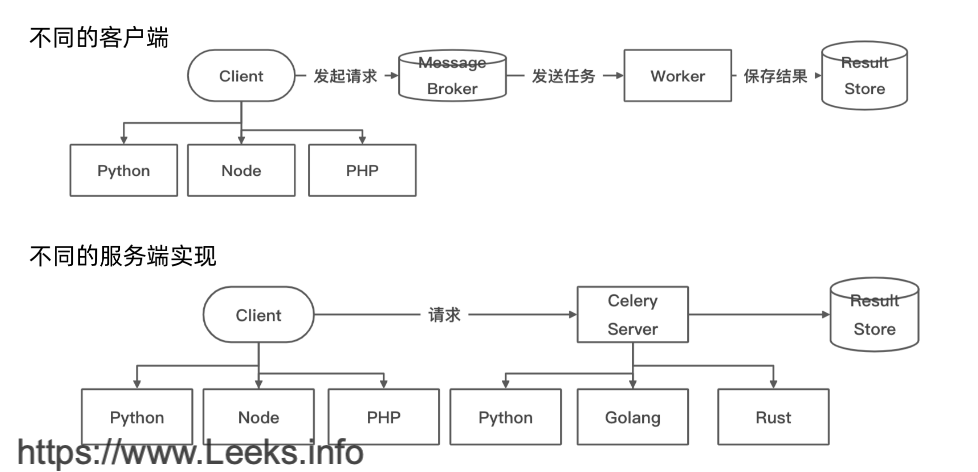 不同的客户端
Client
发起请求
Message
Broker
发送任务
Worker
保存结果
Result
Store
Python
Node
PHP
不同的服务端实现
Client
请求
Celery
Server
Result
Store
Python
Node
PHP
Python
Golang
Rust
https://www.Leeks.info